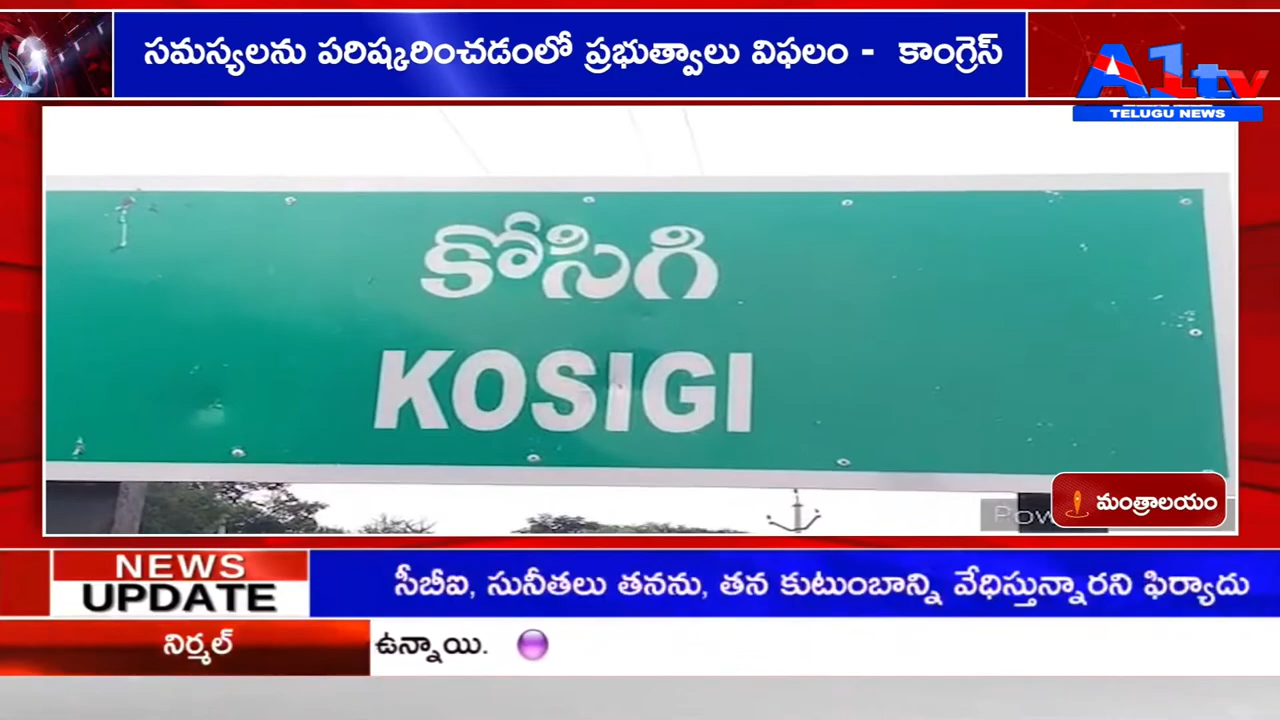 సమస్యలను పరిష్కరించడంలో ప్రభుత్వాలు విఫలం - కాంగ్రెస్
A1tv
TELUGU NEWS
కోసిగి
KOSIGI
మంత్రాలయం
NEWS
UPDATE
సీబీఐ, సునీతలు తనను, తన కుటుంబాన్ని వేధిస్తున్నారని ఫిర్యాదు
నిర్మల్
ఉన్నాయి.